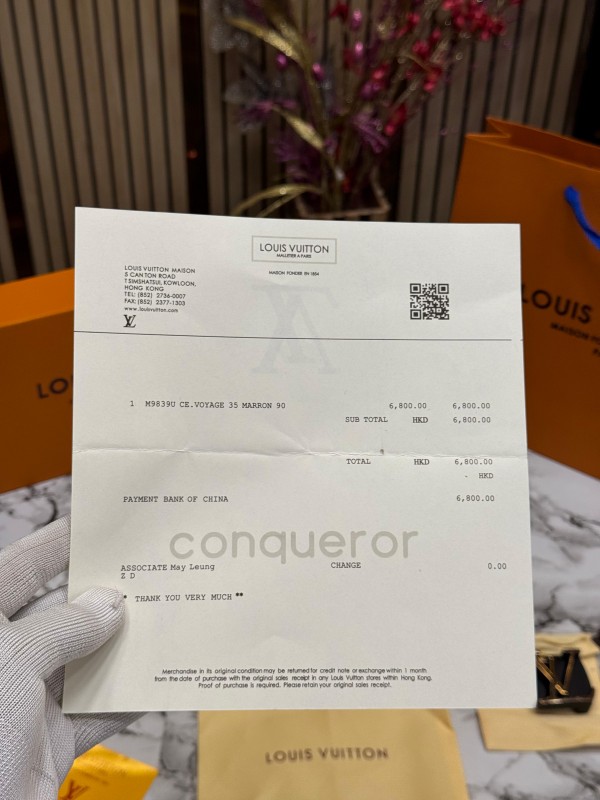 LOUIS VUITTON
MALLETIER A PARIS
MAISON FONDEE EN 1854
LOUIS VUITTON MAISON
5 CANTON ROAD
TSIMSHATSUI, KOWLOON,
HONG KONG
TEL: (852) 2736-0007
FAX: (852) 2377-1303
www.louisvuitton.com
LV
1 M9839U CE.VOYAGE 35 MARRON 90 6,800.00 6,800.00
SUB TOTAL HKD 6,800.00
TOTAL HKD 6,800.00
- HKD
PAYMENT BANK OF CHINA 6,800.00
conqueror
ASSOCIATE May Leung CHANGE 0.00
Z D
* THANK YOU VERY MUCH **
Merchandise in its original condition may be returned for credit note or exchange within 1 month
from the date of purchase with the original sales receipt in any Louis Vuitton stores within Hong Kong.
Proof of purchase is required. Please retain your original sales receipt.
LO
LOUIS
MAISON F
LOUIS VUITTON
LV